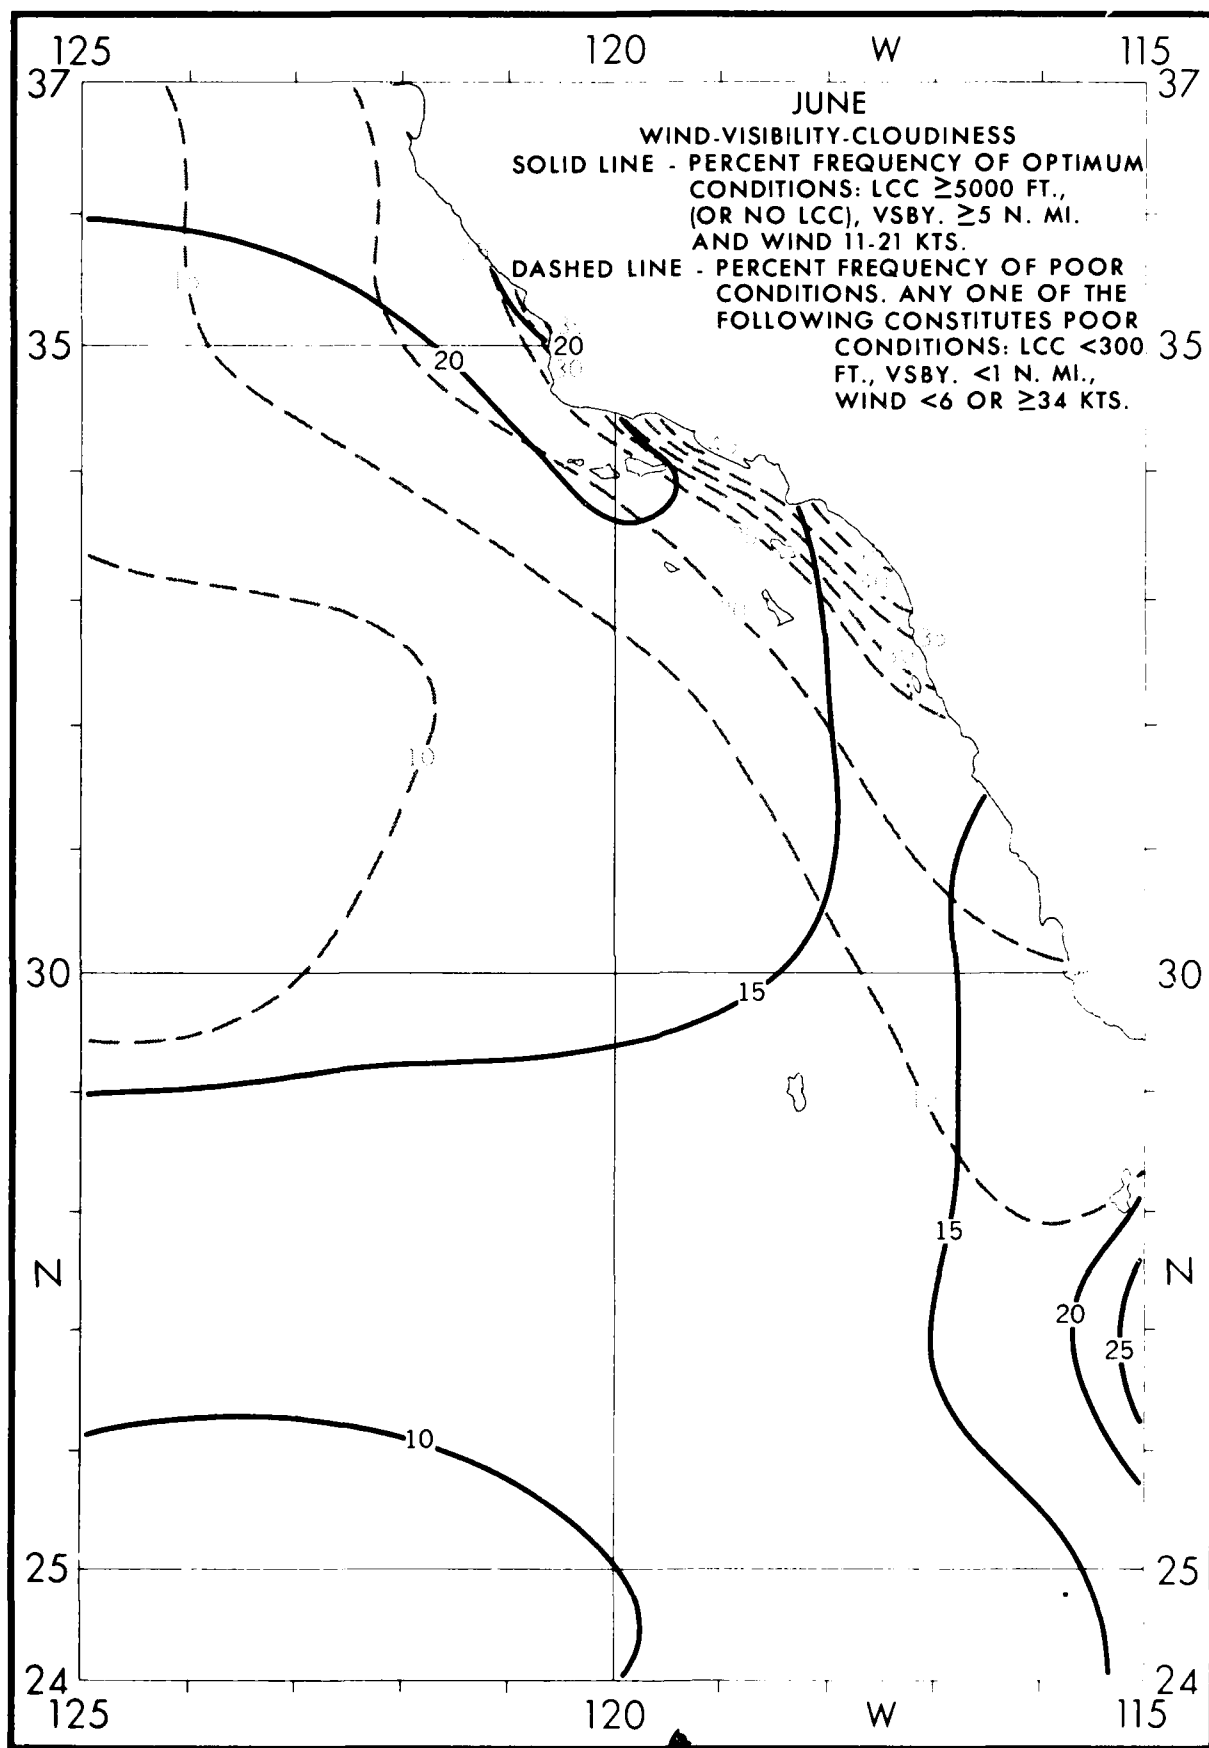 125 120 W 115
37 37
JUNE
WIND-VISIBILITY-CLOUDINESS
SOLID LINE - PERCENT FREQUENCY OF OPTIMUM
CONDITIONS: LCC ≥5000 FT.,
(OR NO LCC), VSBY. ≥5 N. MI.
AND WIND 11-21 KTS.
DASHED LINE - PERCENT FREQUENCY OF POOR
CONDITIONS. ANY ONE OF THE
FOLLOWING CONSTITUTES POOR
CONDITIONS: LCC <300
FT., VSBY. <1 N. MI.,
WIND <6 OR ≥34 KTS.
35 35
20 20
30
10
30 30
15
15
N N
20
25
10
25 25
24 24
125 120 W 115